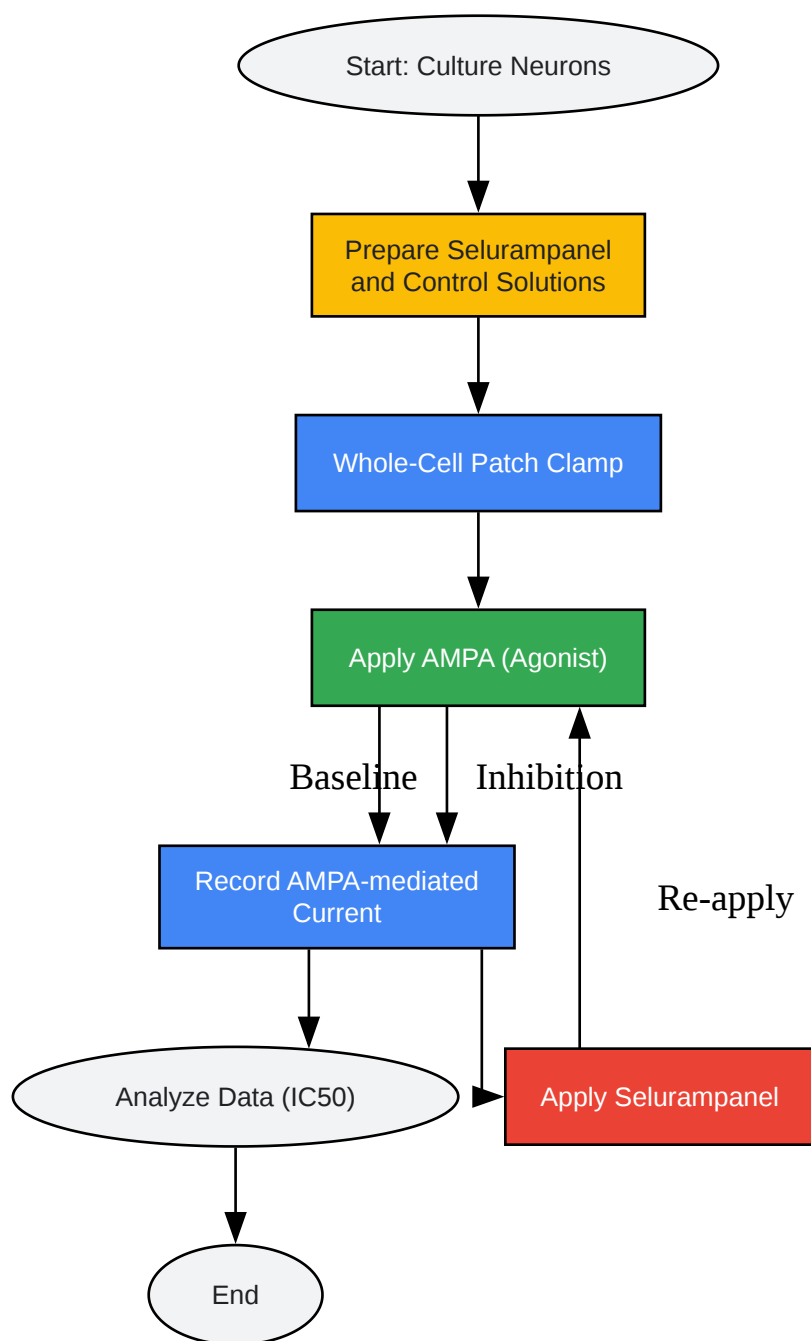 Start: Culture Neurons
Prepare Selurampanel
and Control Solutions
Whole-Cell Patch Clamp
Apply AMPA (Agonist)
Baseline
Inhibition
Record AMPA-mediated
Current
Re-apply
Analyze Data (IC50)
Apply Selurampanel
End